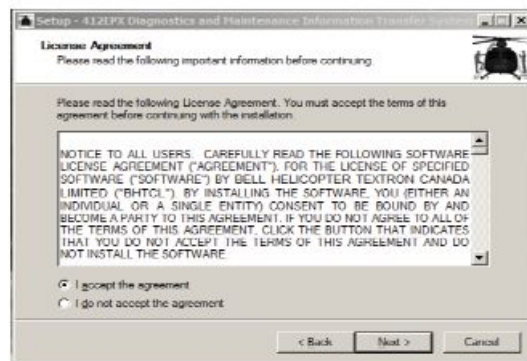 Setup - 412EPX Diagnostics and Maintenance Information Transfer System
License Agreement
Please read the following important information before continuing.
Please read the following License Agreement. You must accept the terms of this
agreement before continuing with the installation.
NOTICE TO ALL USERS: CAREFULLY READ THE FOLLOWING SOFTWARE
LICENSE AGREEMENT ("AGREEMENT"). FOR THE LICENSE OF SPECIFIED
SOFTWARE ("SOFTWARE") BY BELL HELICOPTER TEXTRON CANADA
LIMITED ("BHTCL"). BY INSTALLING THE SOFTWARE, YOU (EITHER AN
INDIVIDUAL OR A SINGLE ENTITY) CONSENT TO BE BOUND BY AND
BECOME A PARTY TO THIS AGREEMENT. IF YOU DO NOT AGREE TO ALL OF
THE TERMS OF THIS AGREEMENT, CLICK THE BUTTON THAT INDICATES
THAT YOU DO NOT ACCEPT THE TERMS OF THIS AGREEMENT AND DO
NOT INSTALL THE SOFTWARE.
I accept the agreement
I do not accept the agreement
< Back Next > Cancel